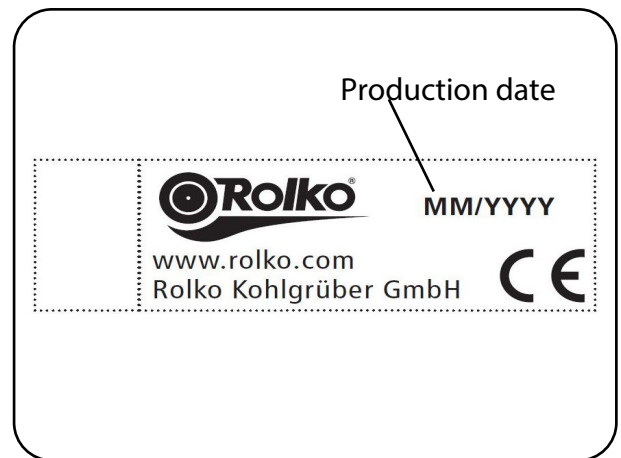 Production date
Rolko®
MM/YYYY
www.rolko.com
Rolko Kohlgrüber GmbH
CE